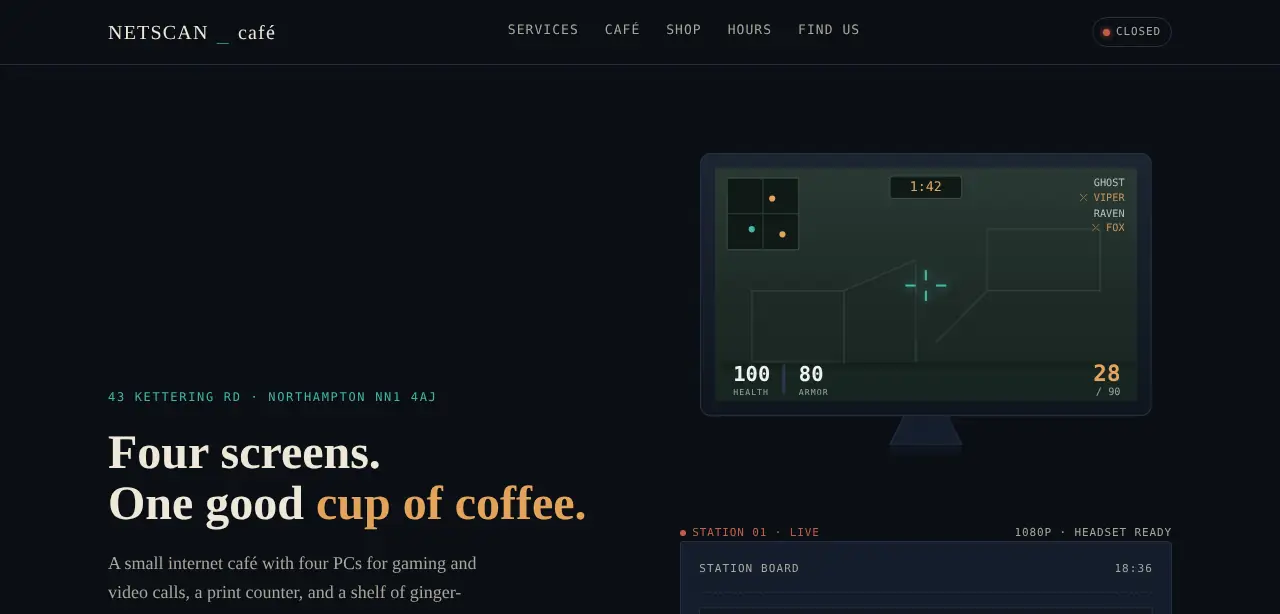 NETSCAN _ café
SERVICES CAFÉ SHOP HOURS FIND US
CLOSED
1:42
GHOST
VIPER
RAVEN
FOX
100
HEALTH
80
ARMOR
28
/ 90
43 KETTERING RD · NORTHAMPTON NN1 4AJ
Four screens.
One good cup of coffee.
A small internet café with four PCs for gaming and
video calls, a print counter, and a shelf of ginger-
STATION 01 · LIVE
1080P · HEADSET READY
STATION BOARD
18:36